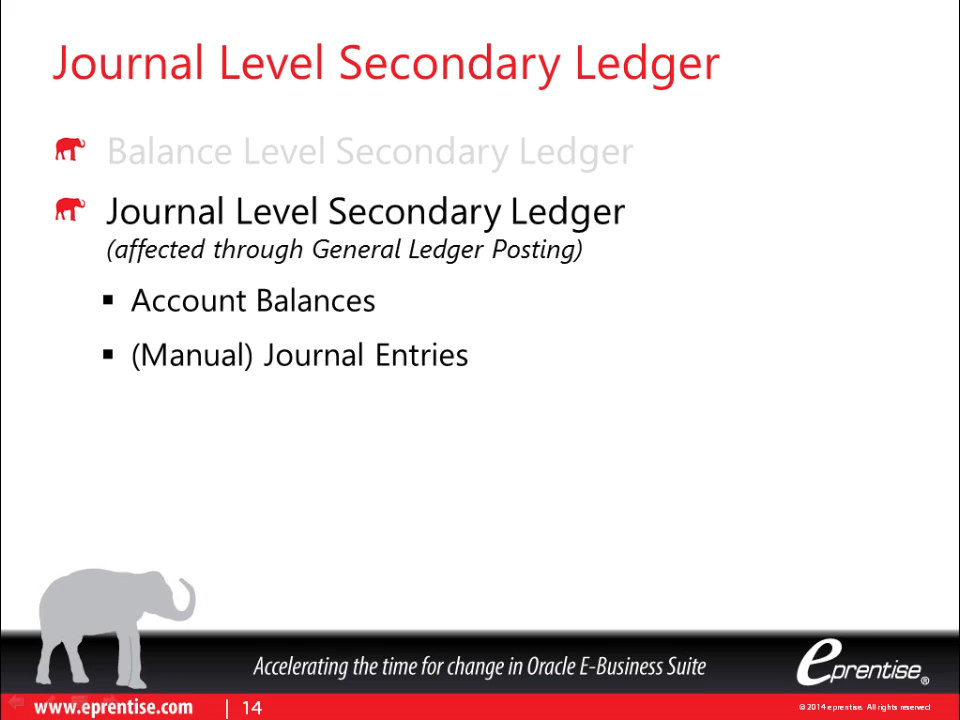 Journal Level Secondary Ledger
Balance Level Secondary Ledger
Journal Level Secondary Ledger
(affected through General Ledger Posting)
▪ Account Balances
▪ (Manual) Journal Entries
Accelerating the time for change in Oracle E-Business Suite
eprentise®
www.eprentise.com | 14
© 2014 eprentise. All rights reserved